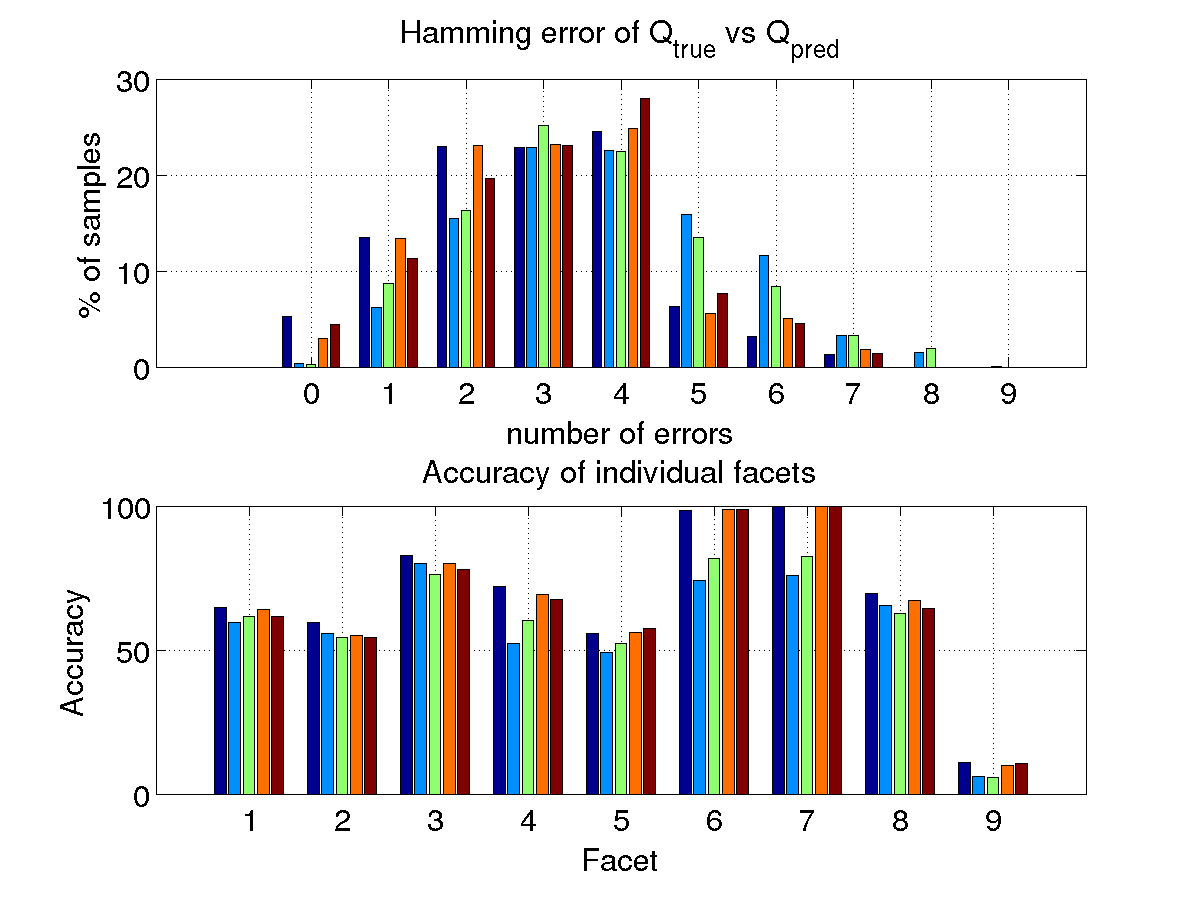 Hamming error of Qtrue vs Qpred
30
20
10
0
% of samples
0 1 2 3 4 5 6 7 8 9
number of errors
Accuracy of individual facets
100
50
0
Accuracy
1 2 3 4 5 6 7 8 9
Facet